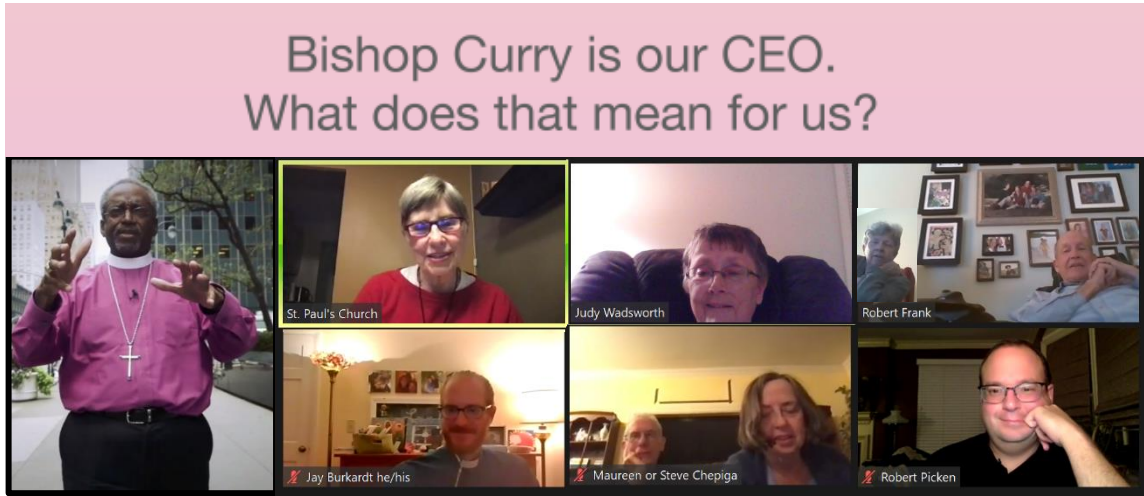 Bishop Curry is our CEO.
What does that mean for us?
St. Paul's Church
Judy Wadsworth
Robert Frank
Jay Burkardt he/his
Maureen or Steve Chepiga
Robert Picken